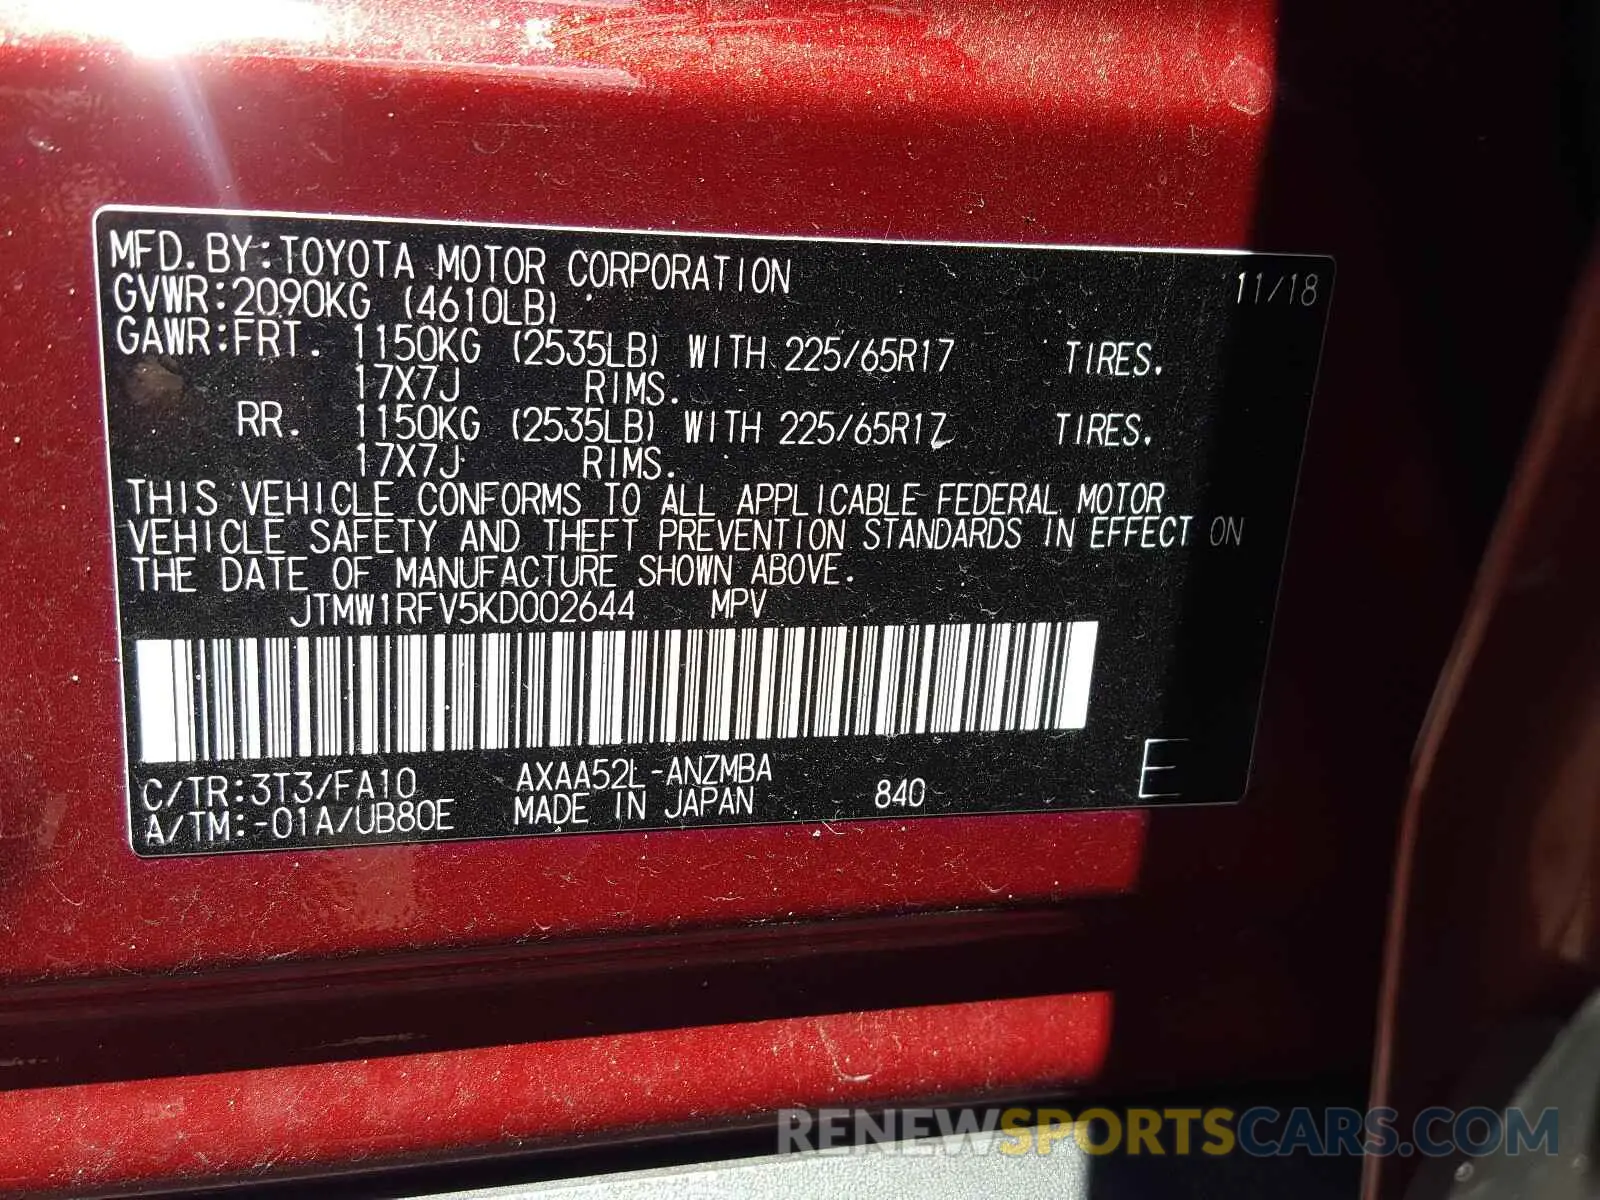 MFD.BY:TOYOTA MOTOR CORPORATION 11/18
GVWR:2090KG (4610LB)
GAWR:FRT. 1150KG (2535LB) WITH 225/65R17 TIRES.
17X7J RIMS.
RR. 1150KG (2535LB) WITH 225/65R17 TIRES.
17X7J RIMS.
THIS VEHICLE CONFORMS TO ALL APPLICABLE FEDERAL MOTOR
VEHICLE SAFETY AND THEFT PREVENTION STANDARDS IN EFFECT ON
THE DATE OF MANUFACTURE SHOWN ABOVE.
JTMW1RFV5KD002644 MPV
C/TR:3T3/FA10 AXAA52L-ANZMBA
A/TM:-01A/UB80E MADE IN JAPAN 840 E
RENEWSPORTSCARS.COM